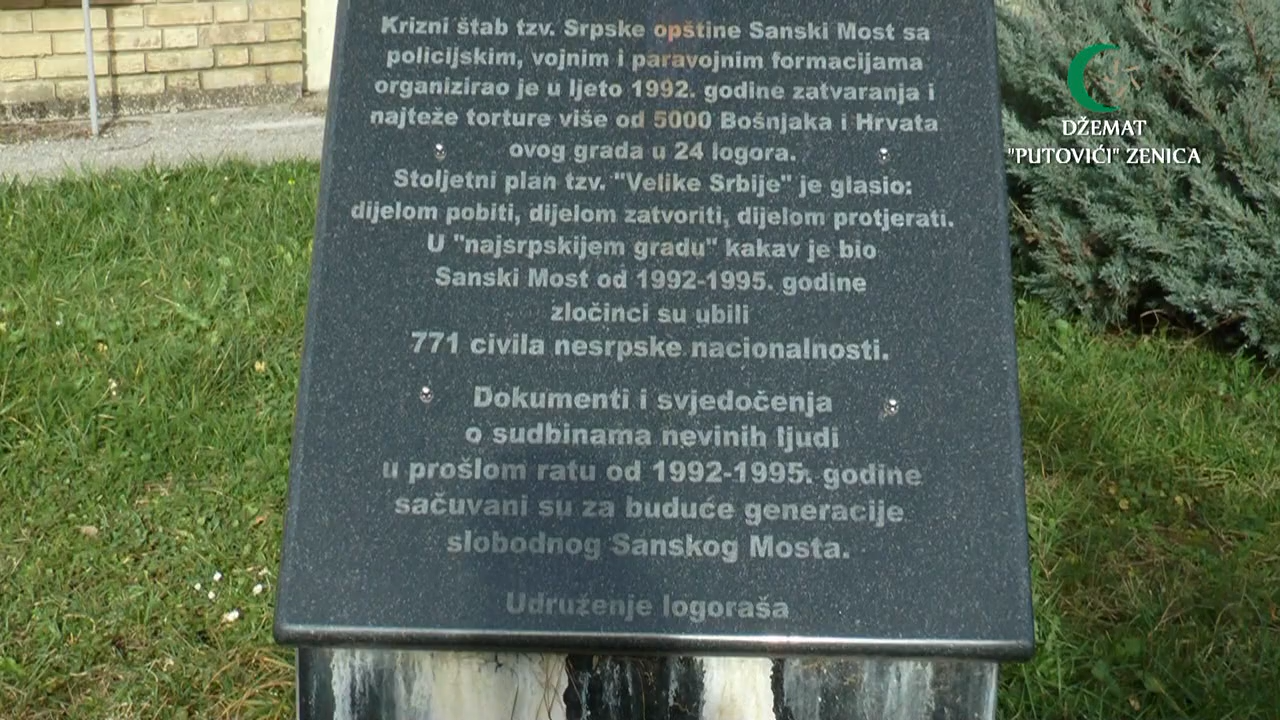 Krizni štab tzv. Srpske opštine Sanski Most sa
policijskim, vojnim i paravojnim formacijama
organizirao je u ljeto 1992. godine zatvaranja i
najteže torture više od 5000 Bošnjaka i Hrvata
ovog grada u 24 logora.
Stoljetni plan tzv. "Velike Srbije" je glasio:
dijelom pobiti, dijelom zatvoriti, dijelom protjerati.
U "najsrpskijem gradu" kakav je bio
Sanski Most od 1992-1995. godine
zločinci su ubili
771 civila nesrpske nacionalnosti.
Dokumenti i svjedočenja
o sudbinama nevinih ljudi
u prošlom ratu od 1992-1995. godine
sačuvani su za buduće generacije
slobodnog Sanskog Mosta.
Udruženje logoraša
DŽEMAT
"PUTOVIĆI" ZENICA